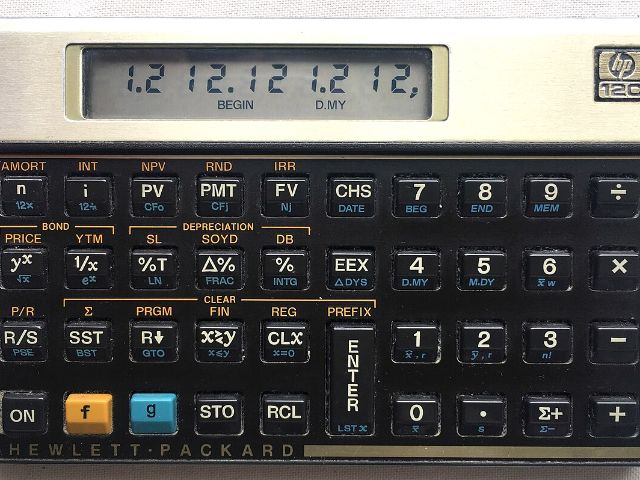 1.212.121.212,
BEGIN D.MY
hp
12C
AMORT INT NPV RND IRR
n i PV PMT FV CHS 7 8 9 ÷
12× 12÷ CFo CFj Nj DATE BEG END MEM
BOND DEPRECIATION
PRICE YTM SL SOYD DB
yˣ 1/x %T Δ% % EEX 4 5 6 ×
√x eˣ LN FRAC INTG ΔDYS D.MY M.DY x̅w
CLEAR
P/R Σ PRGM FIN REG PREFIX
R/S SST R↓ x≷y CLx ENTER 1 2 3 −
PSE BST GTO x≤y x=0 x̂,r ŷ,r n!
ON f g STO RCL 0 · Σ+ +
LSTx x̅ s Σ−
HEWLETT·PACKARD